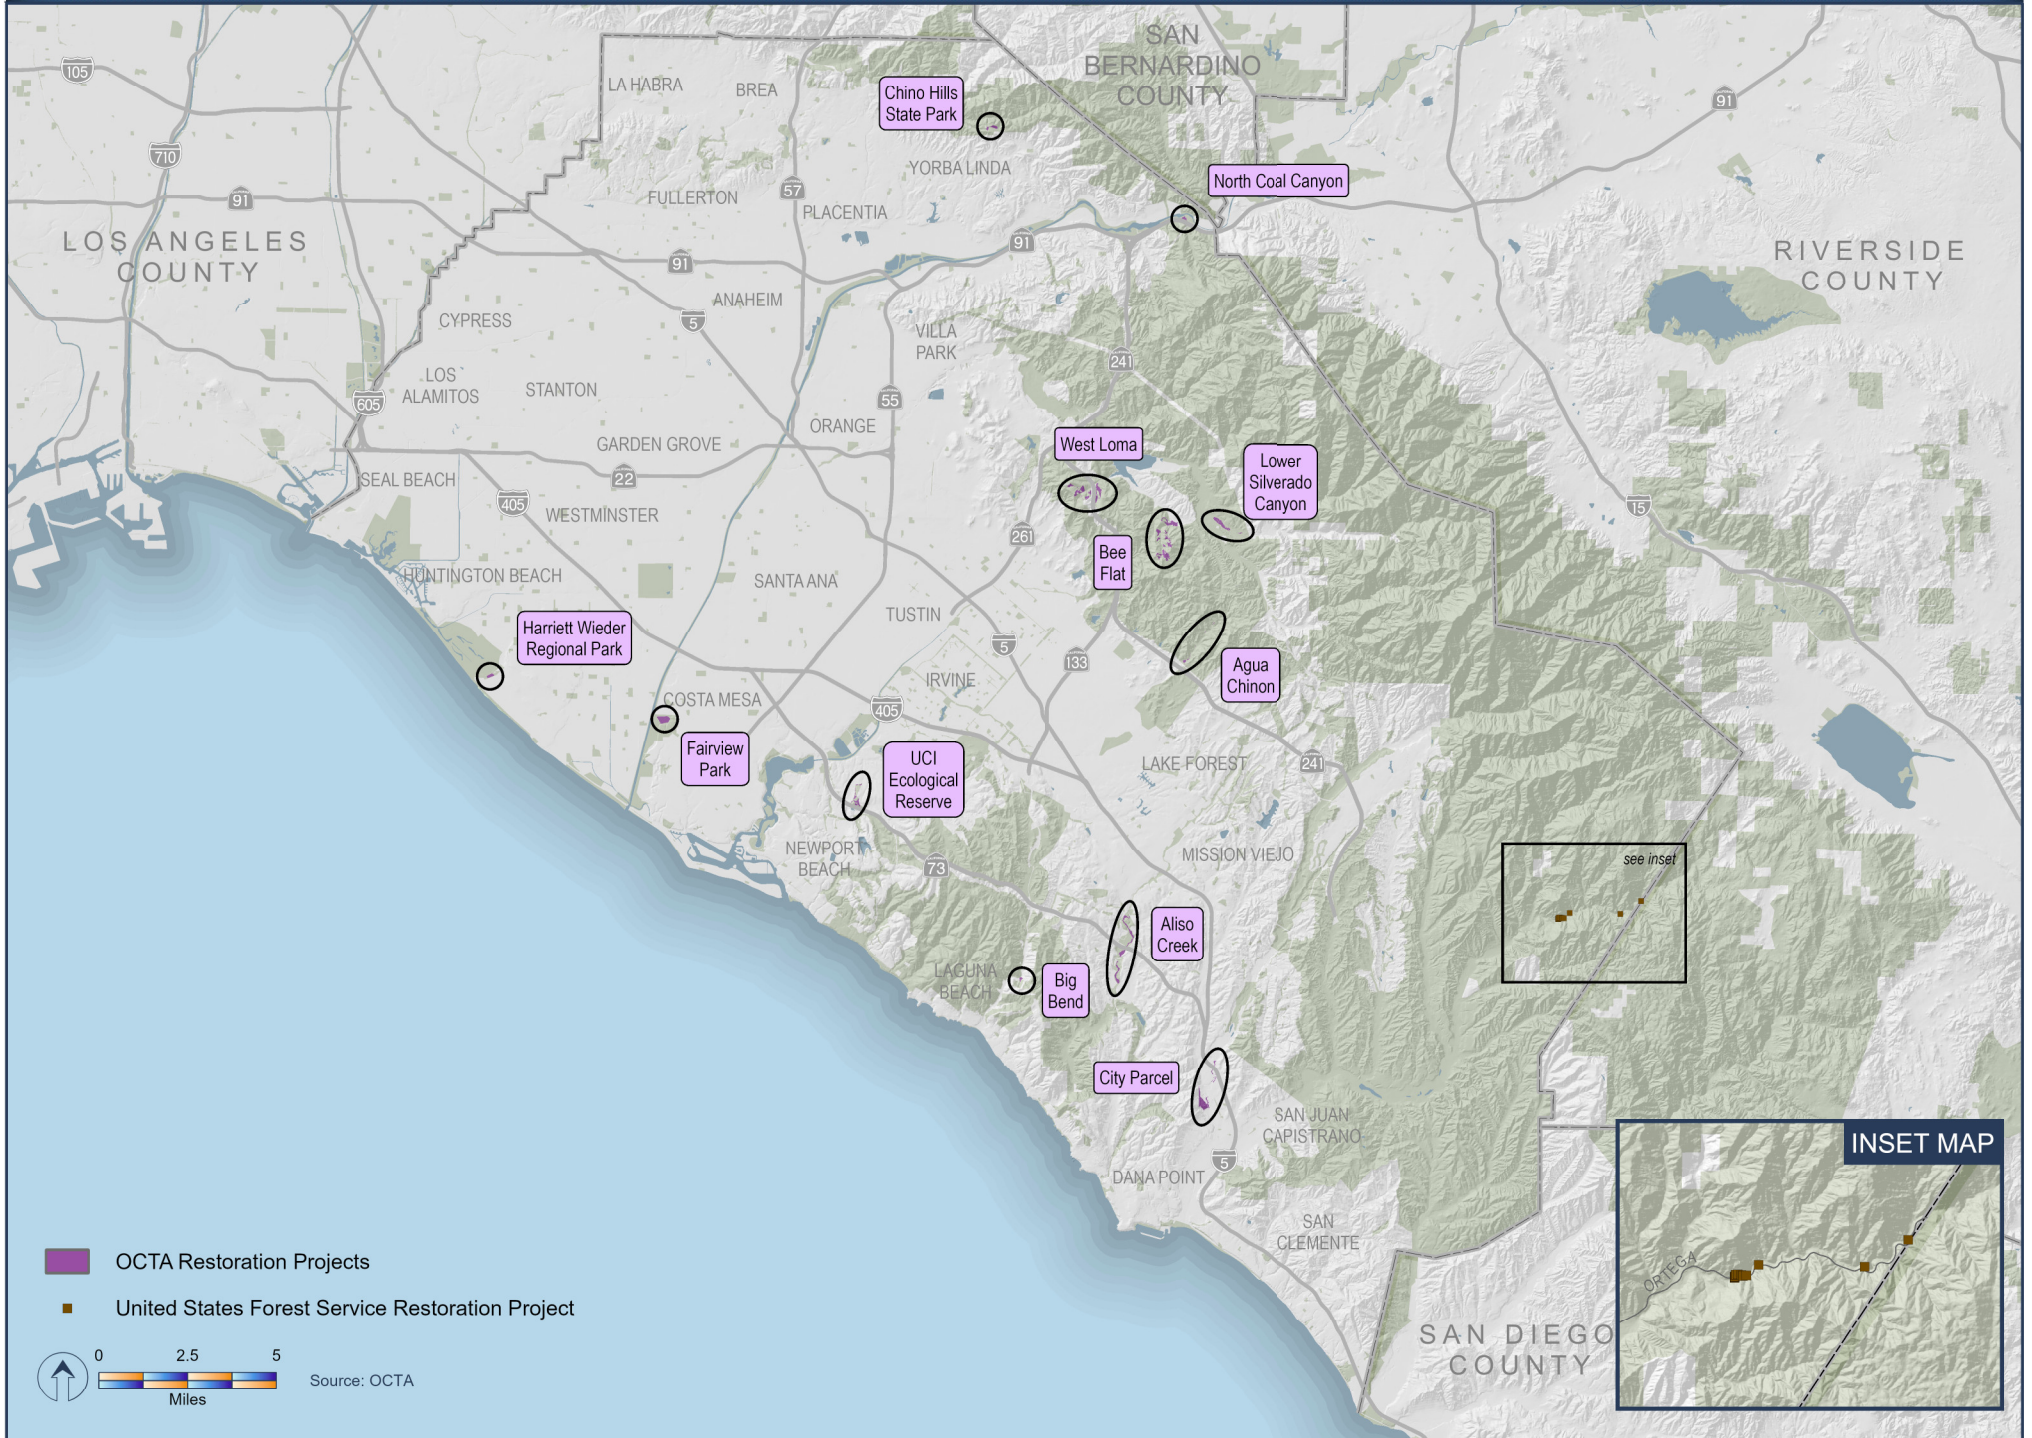 SAN
BERNARDINO
COUNTY
105
LA HABRA
BREA
Chino Hills
State Park
91
710
YORBA LINDA
North Coal Canyon
91
FULLERTON
57
PLACENTIA
LOS ANGELES
COUNTY
91
91
RIVERSIDE
COUNTY
ANAHEIM
5
CYPRESS
VILLA
PARK
241
LOS
ALAMITOS
STANTON
605
55
ORANGE
GARDEN GROVE
West Loma
Lower
Silverado
Canyon
SEAL BEACH
22
405
WESTMINSTER
15
261
Bee
Flat
HUNTINGTON BEACH
SANTA ANA
TUSTIN
Harriett Wieder
Regional Park
5
133
Agua
Chinon
IRVINE
COSTA MESA
405
Fairview
Park
UCI
Ecological
Reserve
LAKE FOREST
241
NEWPORT
BEACH
73
MISSION VIEJO
see inset
Aliso
Creek
LAGUNA
BEACH
Big
Bend
City Parcel
SAN JUAN
CAPISTRANO
5
DANA POINT
SAN
CLEMENTE
INSET MAP
ORTEGA
OCTA Restoration Projects
United States Forest Service Restoration Project
SAN DIEGO
COUNTY
0 2.5 5
Miles
Source: OCTA